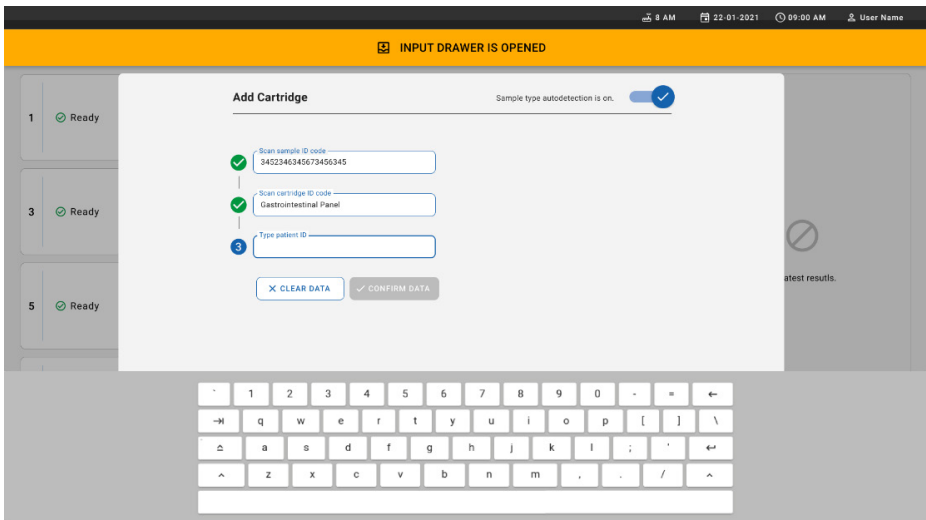 8 AM 22-01-2021 09:00 AM User Name
INPUT DRAWER IS OPENED
Add Cartridge Sample type autodetection is on.
1 Ready
Scan sample ID code
3452346345673456345
Scan cartridge ID code
Gastrointestinal Panel
3 Ready
Type patient ID
3
atest resutls.
CLEAR DATA CONFIRM DATA
5 Ready
` 1 2 3 4 5 6 7 8 9 0 - = ←
q w e r t y u i o p [ ] \
a s d f g h j k l ; '
z x c v b n m , . /